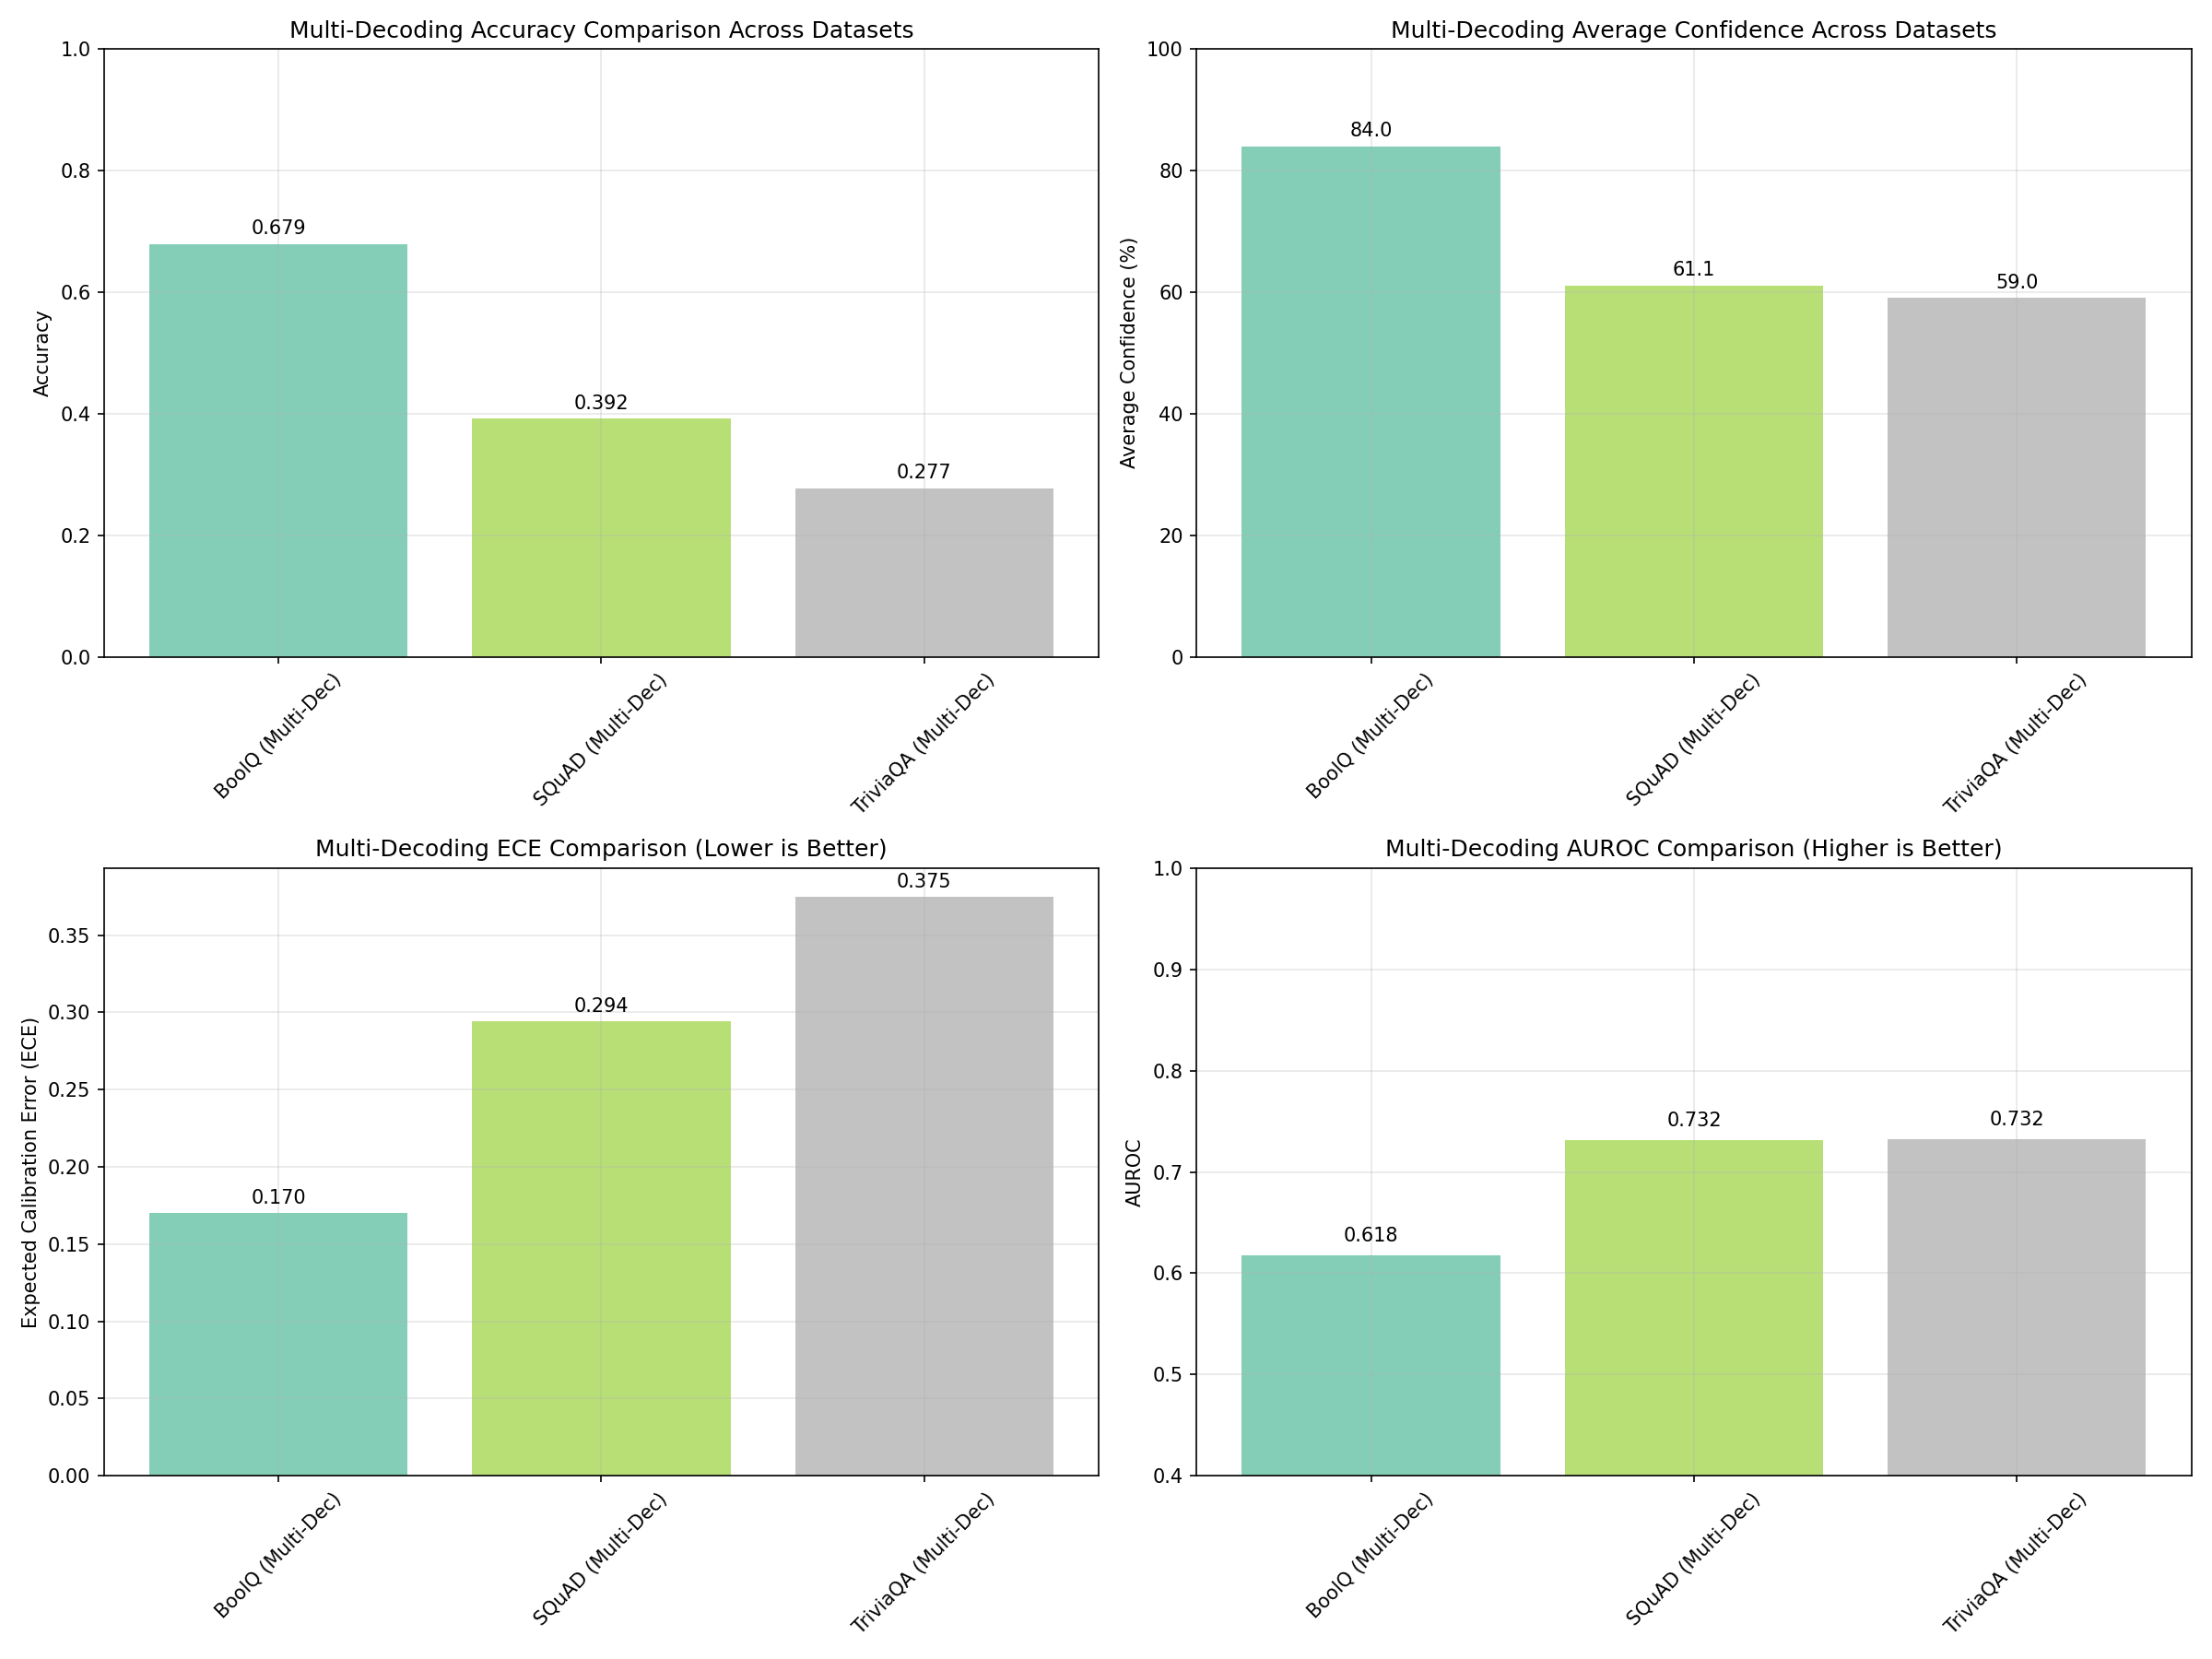 Multi-Decoding Accuracy Comparison Across Datasets
Accuracy
1.0
0.8
0.6
0.4
0.2
0.0
0.679
0.392
0.277
BoolQ (Multi-Dec)
SQuAD (Multi-Dec)
TriviaQA (Multi-Dec)
Multi-Decoding Average Confidence Across Datasets
Average Confidence (%)
100
80
60
40
20
0
84.0
61.1
59.0
BoolQ (Multi-Dec)
SQuAD (Multi-Dec)
TriviaQA (Multi-Dec)
Multi-Decoding ECE Comparison (Lower is Better)
Expected Calibration Error (ECE)
0.35
0.30
0.25
0.20
0.15
0.10
0.05
0.00
0.170
0.294
0.375
BoolQ (Multi-Dec)
SQuAD (Multi-Dec)
TriviaQA (Multi-Dec)
Multi-Decoding AUROC Comparison (Higher is Better)
AUROC
1.0
0.9
0.8
0.7
0.6
0.5
0.4
0.618
0.732
0.732
BoolQ (Multi-Dec)
SQuAD (Multi-Dec)
TriviaQA (Multi-Dec)